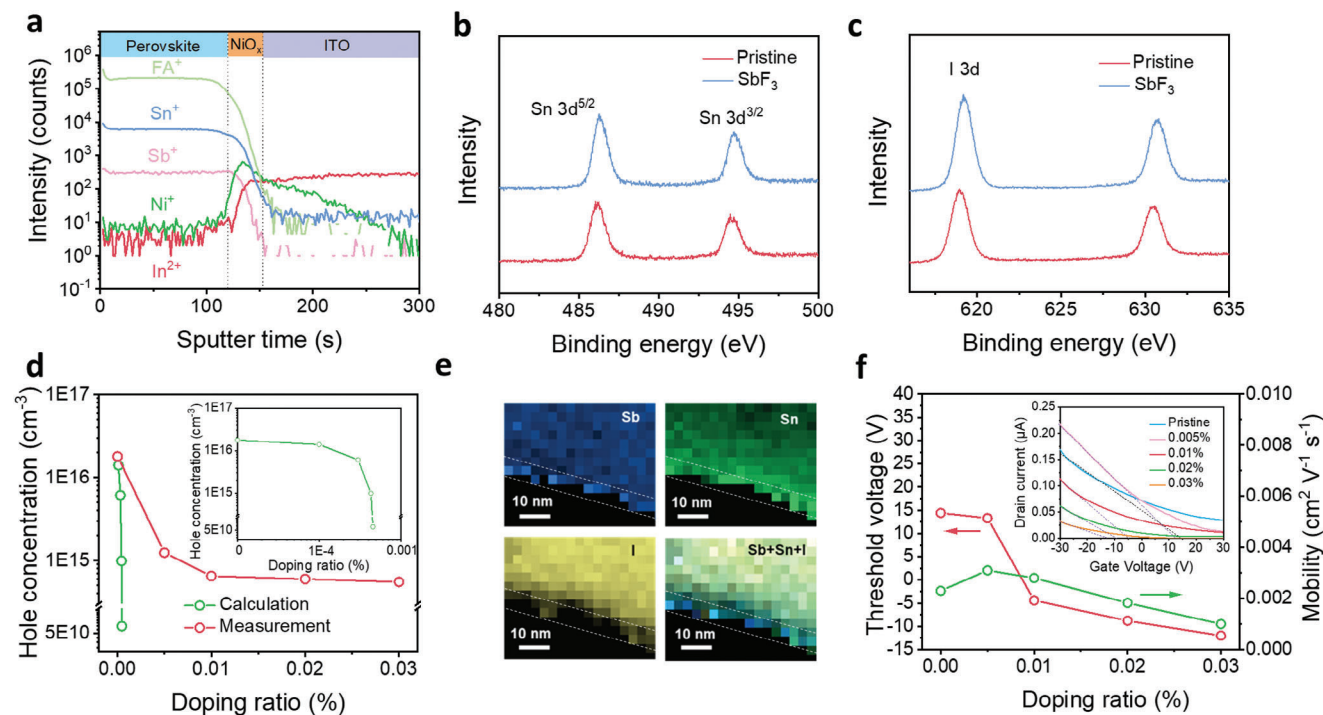 a
Perovskite NiOx ITO
10^6
10^5
10^4
10^3
10^2
10^1
10^0
10^-1
FA+
Sn+
Sb+
Ni+
In2+
Intensity (counts)
0 100 200 300
Sputter time (s)
b
Pristine
SbF3
Sn 3d5/2
Sn 3d3/2
Intensity
480 485 490 495 500
Binding energy (eV)
c
Pristine
SbF3
I 3d
Intensity
620 625 630 635
Binding energy (eV)
d
Hole concentration (cm-3)
1E17
1E16
1E15
5E10
Calculation
Measurement
0.00 0.01 0.02 0.03
Doping ratio (%)
Hole concentration (cm-3)
1E17
1E16
1E15
5E10
0 1E-4 0.001
Doping ratio (%)
e
Sb
10 nm
Sn
10 nm
I
10 nm
Sb+Sn+I
10 nm
f
Threshold voltage (V)
40
35
30
25
20
15
10
5
0
-5
-10
-15
0.00 0.01 0.02 0.03
Doping ratio (%)
0.010
0.008
0.006
0.004
0.002
0.000
Mobility (cm2 V-1 s-1)
Drain current (μA)
0.25
0.20
0.15
0.10
0.05
0.00
Pristine
0.005%
0.01%
0.02%
0.03%
-30 -20 -10 0 10 20 30
Gate Voltage (V)